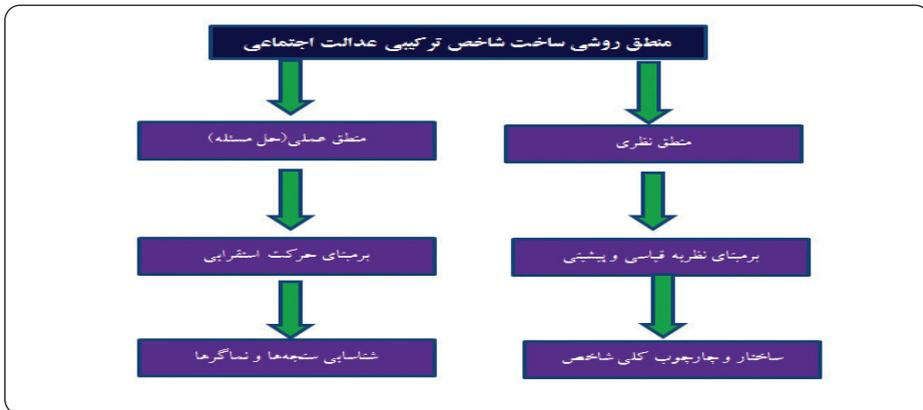 منطق روشی ساخت شاخص ترکیبی عدالت اجتماعی
منطق نظری
منطق عملی(حل مسئله)
برمبنای نظریه قیاسی و پیشینی
برمبنای حرکت استقرایی
ساختار و چارچوب کلی شاخص
شناسایی سنجه‌ها و نماگرها